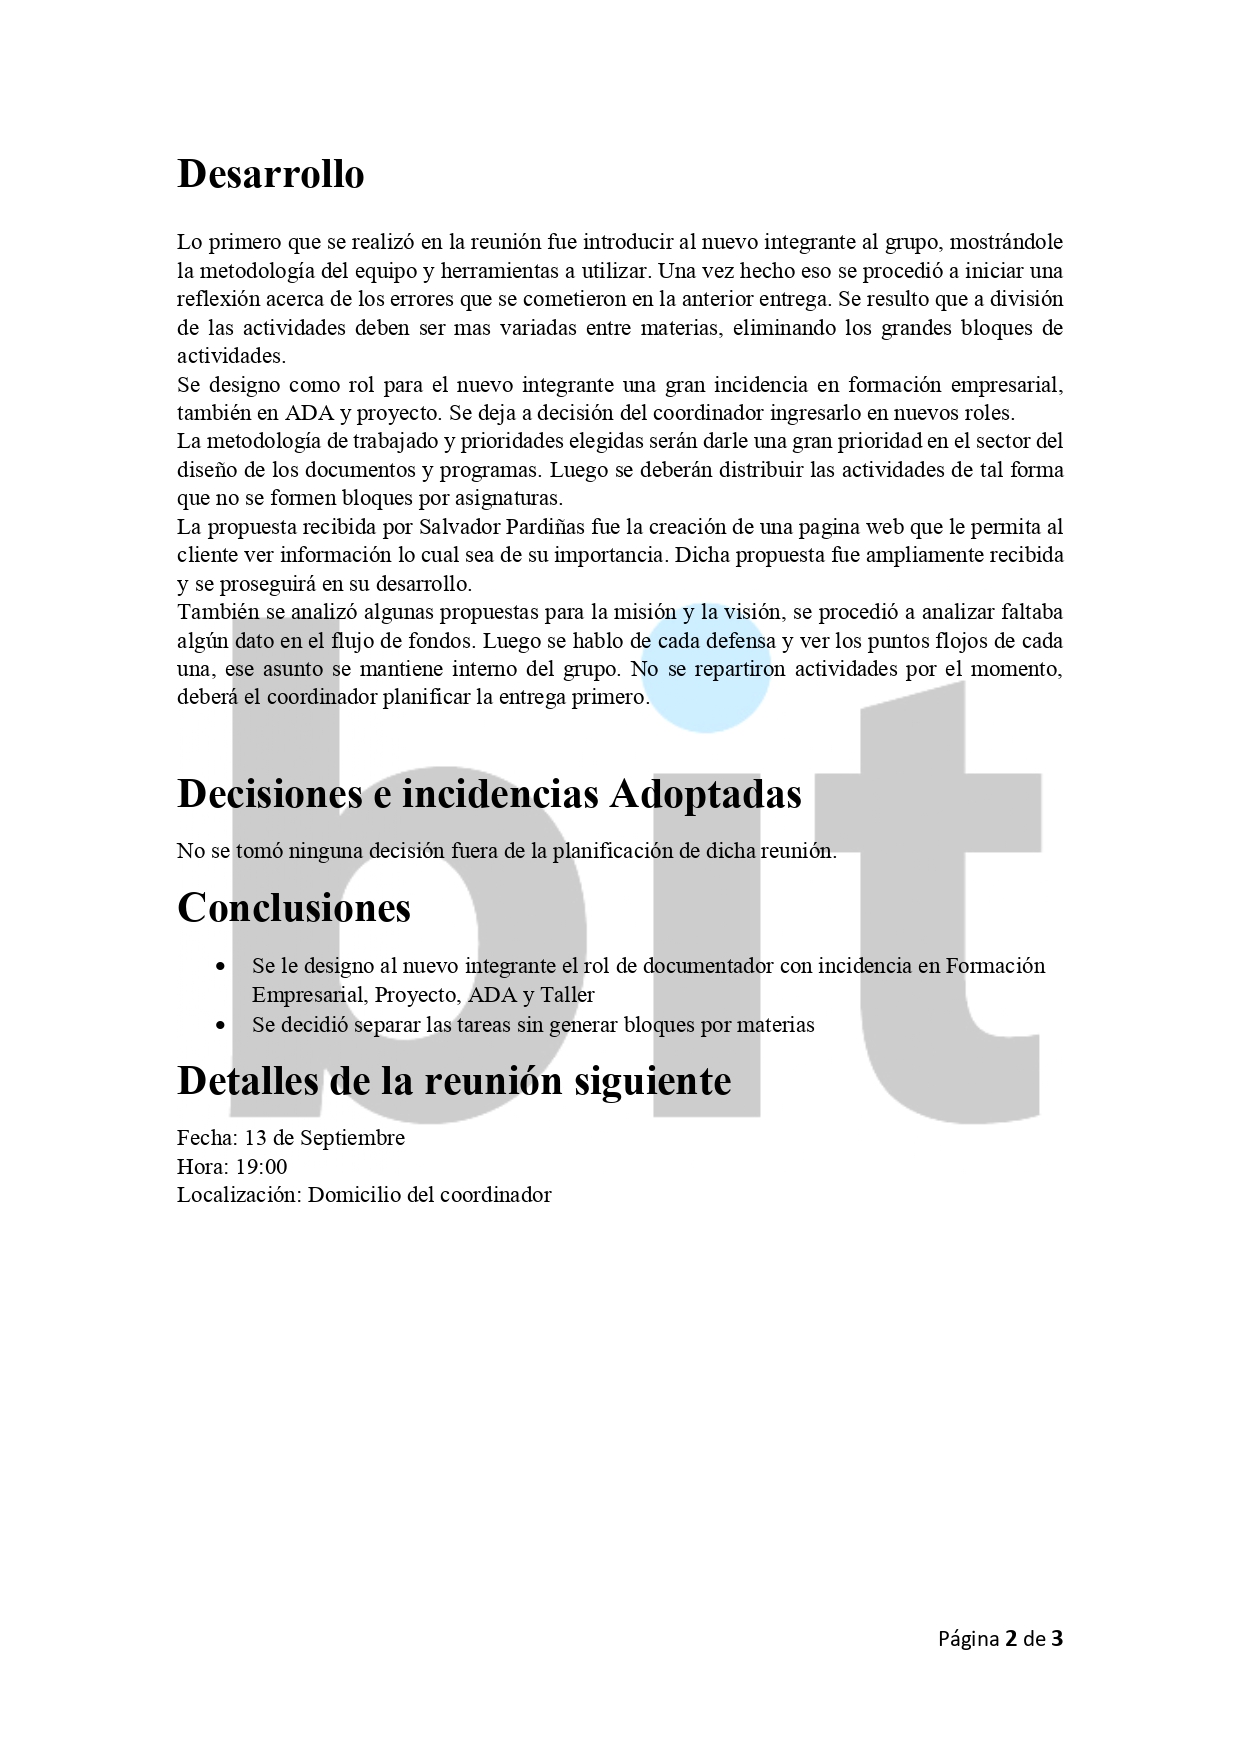 Desarrollo
Lo primero que se realizó en la reunión fue introducir al nuevo integrante al grupo, mostrándole
la metodología del equipo y herramientas a utilizar. Una vez hecho eso se procedió a iniciar una
reflexión acerca de los errores que se cometieron en la anterior entrega. Se resulto que a división
de las actividades deben ser mas variadas entre materias, eliminando los grandes bloques de
actividades.
Se designo como rol para el nuevo integrante una gran incidencia en formación empresarial,
también en ADA y proyecto. Se deja a decisión del coordinador ingresarlo en nuevos roles.
La metodología de trabajado y prioridades elegidas serán darle una gran prioridad en el sector del
diseño de los documentos y programas. Luego se deberán distribuir las actividades de tal forma
que no se formen bloques por asignaturas.
La propuesta recibida por Salvador Pardiñas fue la creación de una pagina web que le permita al
cliente ver información lo cual sea de su importancia. Dicha propuesta fue ampliamente recibida
y se proseguirá en su desarrollo.
También se analizó algunas propuestas para la misión y la visión, se procedió a analizar faltaba
algún dato en el flujo de fondos. Luego se hablo de cada defensa y ver los puntos flojos de cada
una, ese asunto se mantiene interno del grupo. No se repartiron actividades por el momento,
deberá el coordinador planificar la entrega primero.
bit
Decisiones e incidencias Adoptadas
No se tomó ninguna decisión fuera de la planificación de dicha reunión.
Conclusiones
• Se le designo al nuevo integrante el rol de documentador con incidencia en Formación
Empresarial, Proyecto, ADA y Taller
• Se decidió separar las tareas sin generar bloques por materias
Detalles de la reunión siguiente
Fecha: 13 de Septiembre
Hora: 19:00
Localización: Domicilio del coordinador
Página 2 de 3